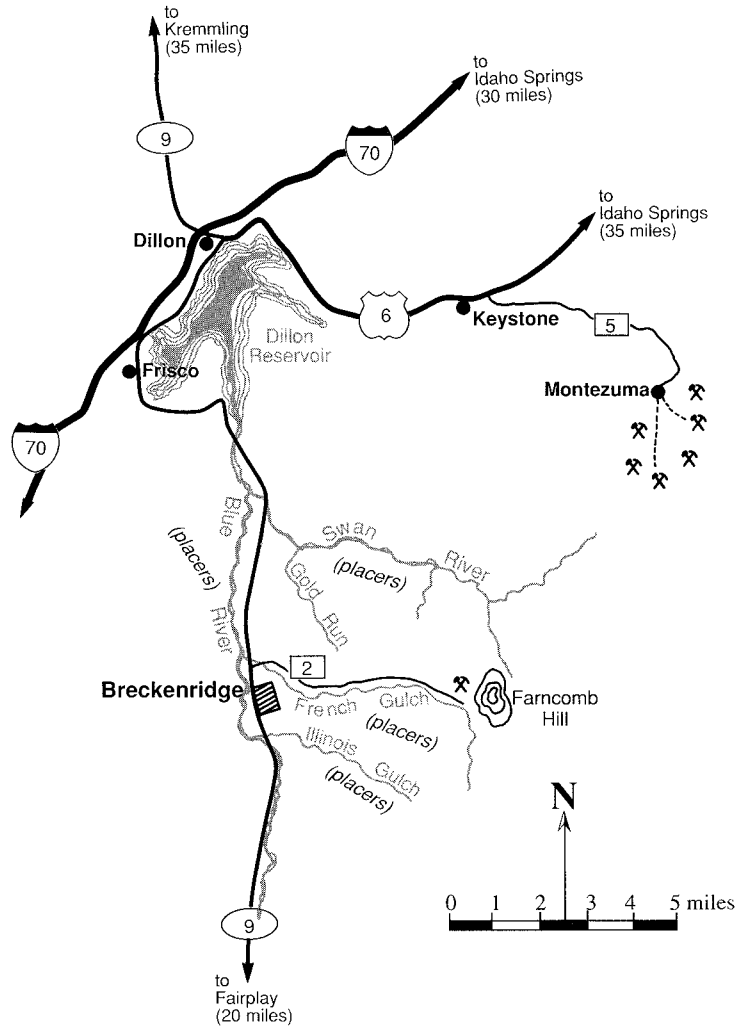 to
Kremmling
(35 miles)
to
Idaho Springs
(30 miles)
9
70
to
Idaho Springs
(35 miles)
Dillon
6
Keystone
5
Dillon
Reservoir
Frisco
Montezuma
70
Blue
River
(placers)
Swan
River
(placers)
Gold
Run
2
Breckenridge
French Gulch
(placers)
Farncomb
Hill
Illinois
Gulch
(placers)
N
0 1 2 3 4 5 miles
9
to
Fairplay
(20 miles)